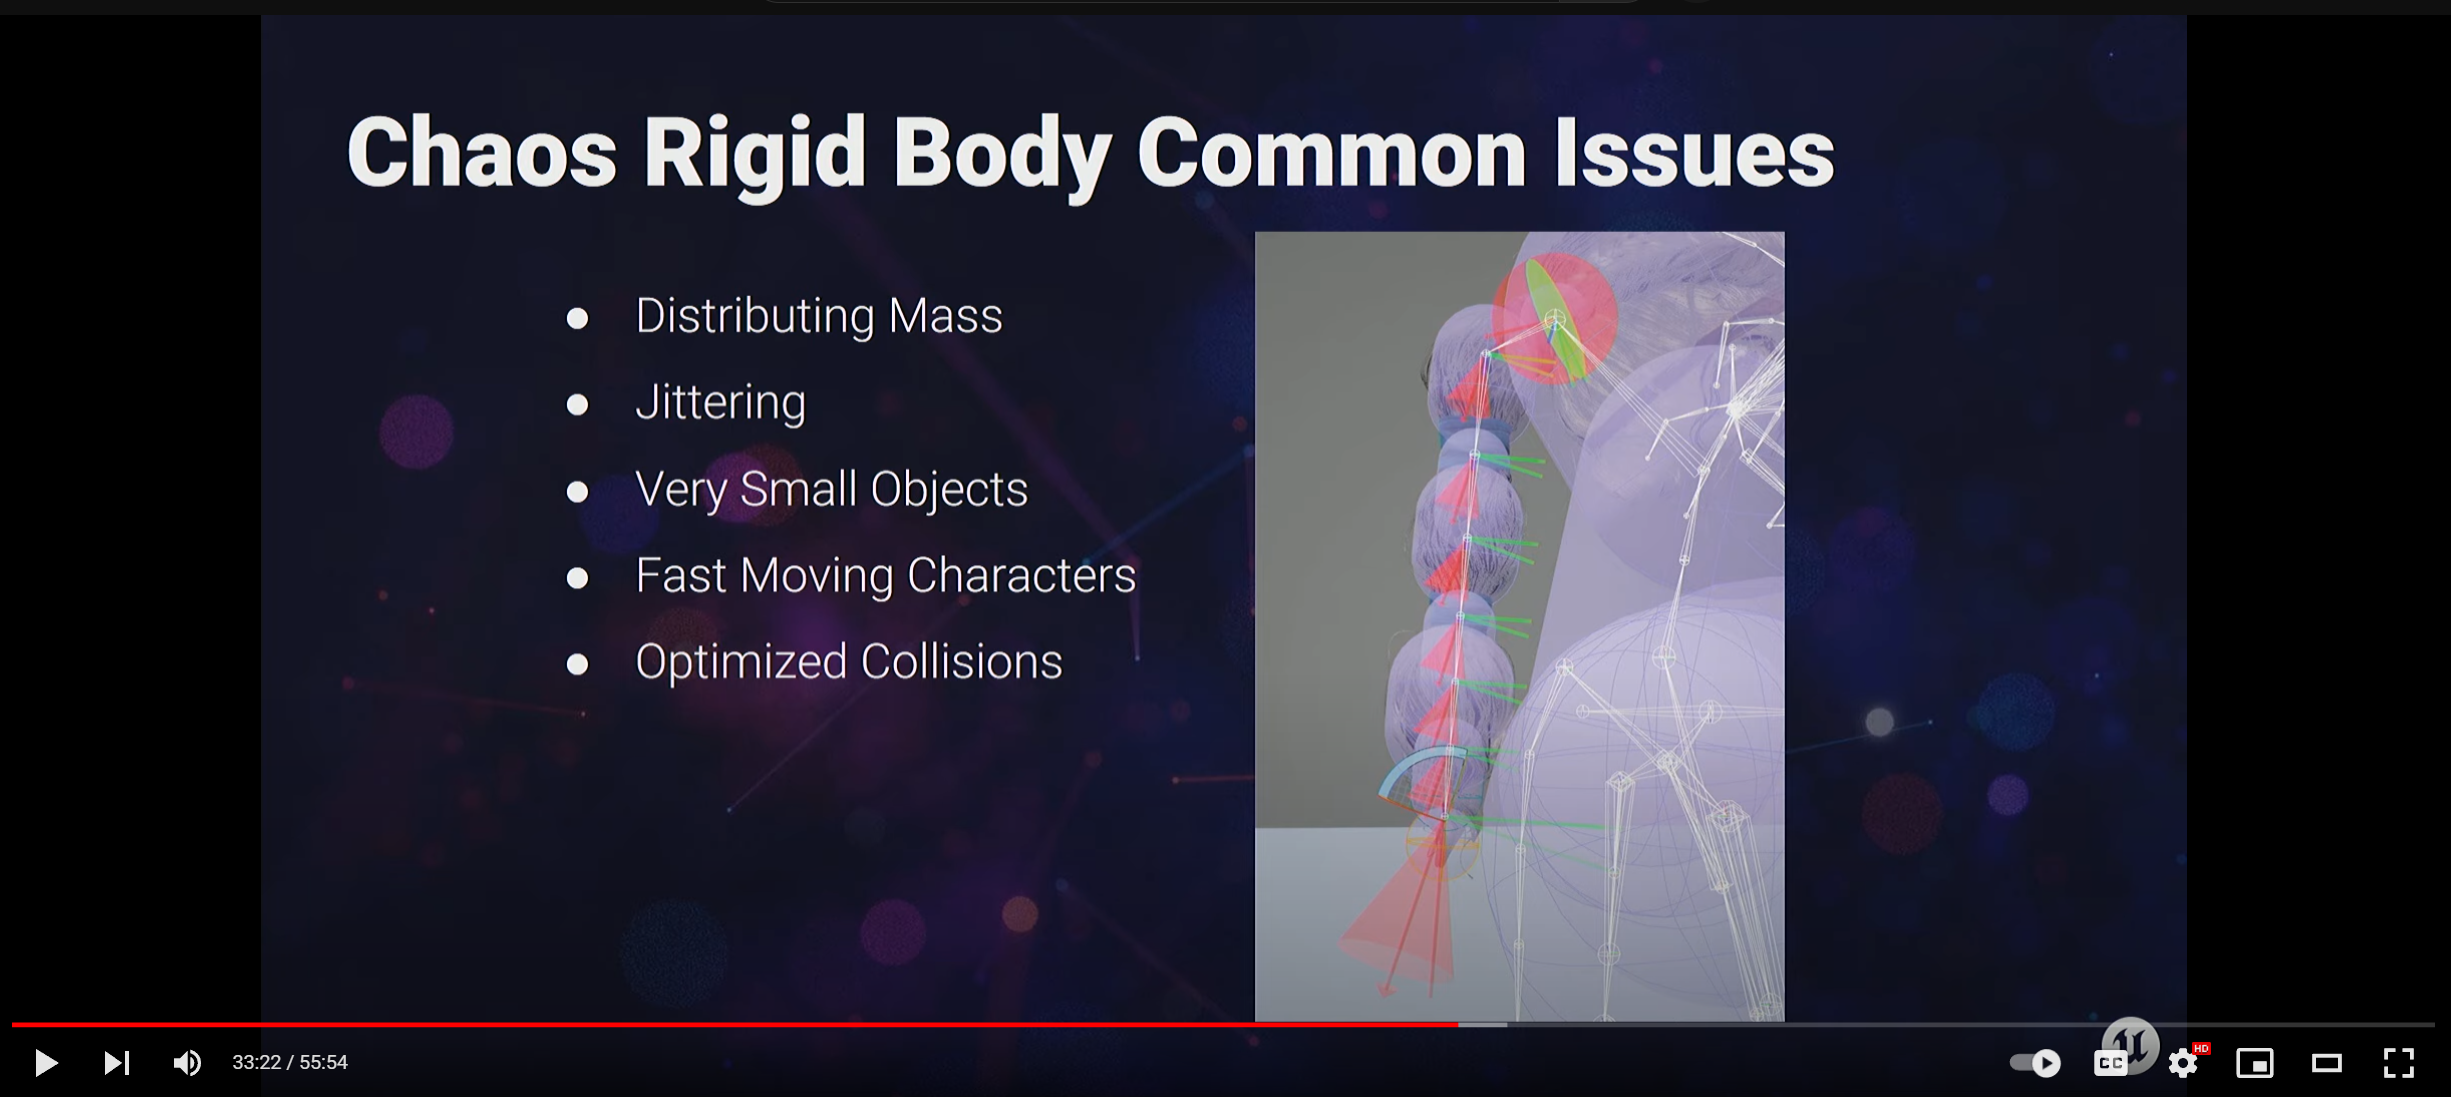 Chaos Rigid Body Common Issues
● Distributing Mass
● Jittering
● Very Small Objects
● Fast Moving Characters
● Optimized Collisions
33:22 / 55:54
CC
HD